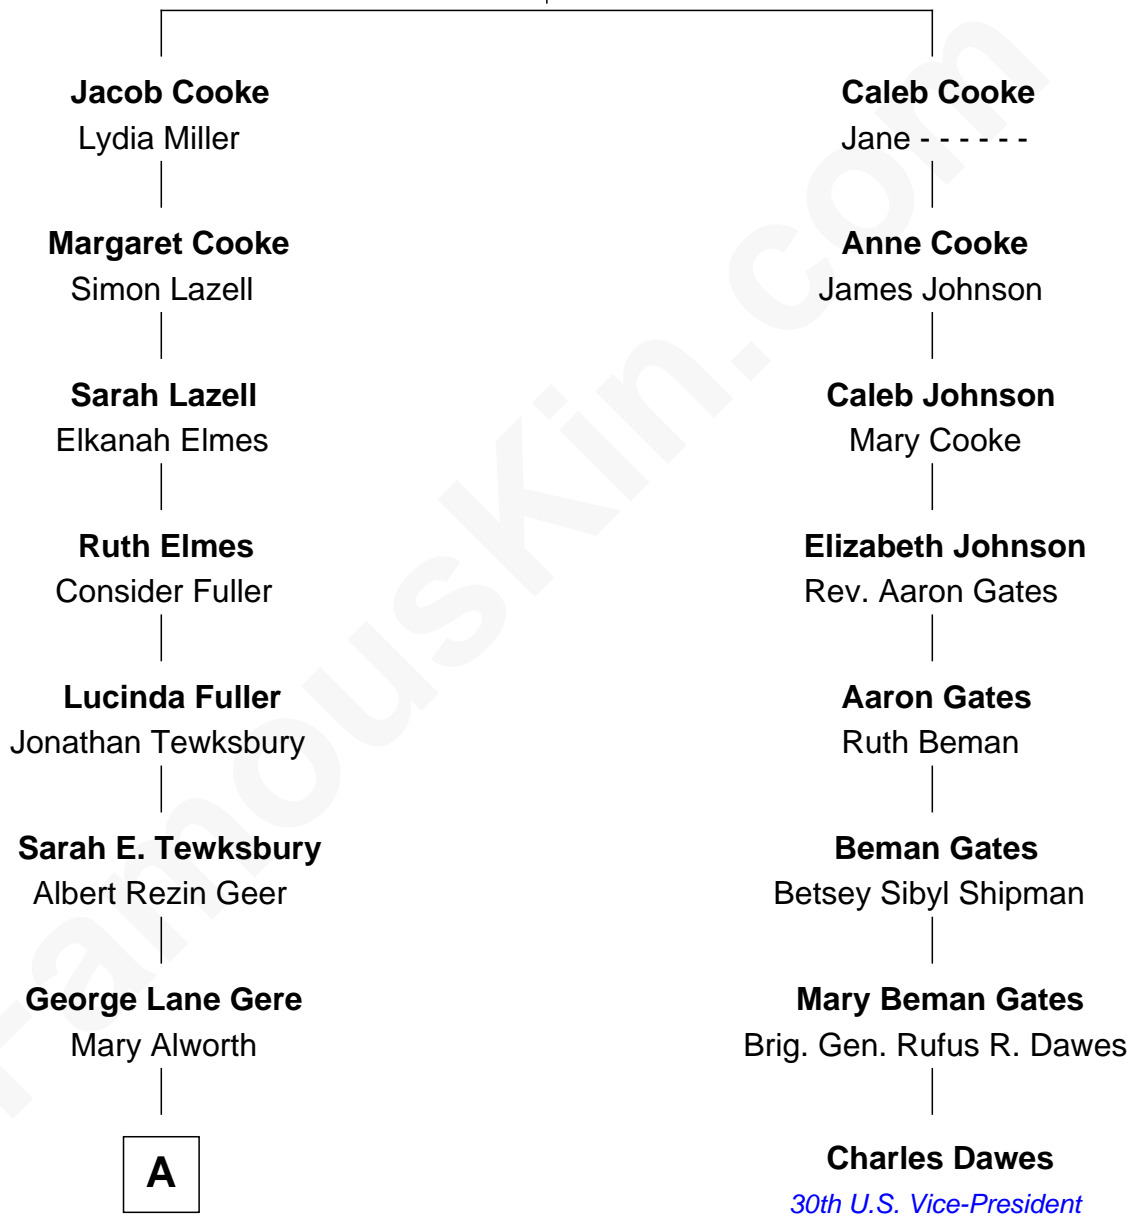 Jacob Cooke
Lydia Miller
Margaret Cooke
Simon Lazell
Sarah Lazell
Elkanah Elmes
Ruth Elmes
Consider Fuller
Lucinda Fuller
Jonathan Tewksbury
Sarah E. Tewksbury
Albert Rezin Geer
George Lane Gere
Mary Alworth
A
Caleb Cooke
Jane - - - - - -
Anne Cooke
James Johnson
Caleb Johnson
Mary Cooke
Elizabeth Johnson
Rev. Aaron Gates
Aaron Gates
Ruth Beman
Beman Gates
Betsey Sibyl Shipman
Mary Beman Gates
Brig. Gen. Rufus R. Dawes
Charles Dawes
30th U.S. Vice-President
FamousKin.com